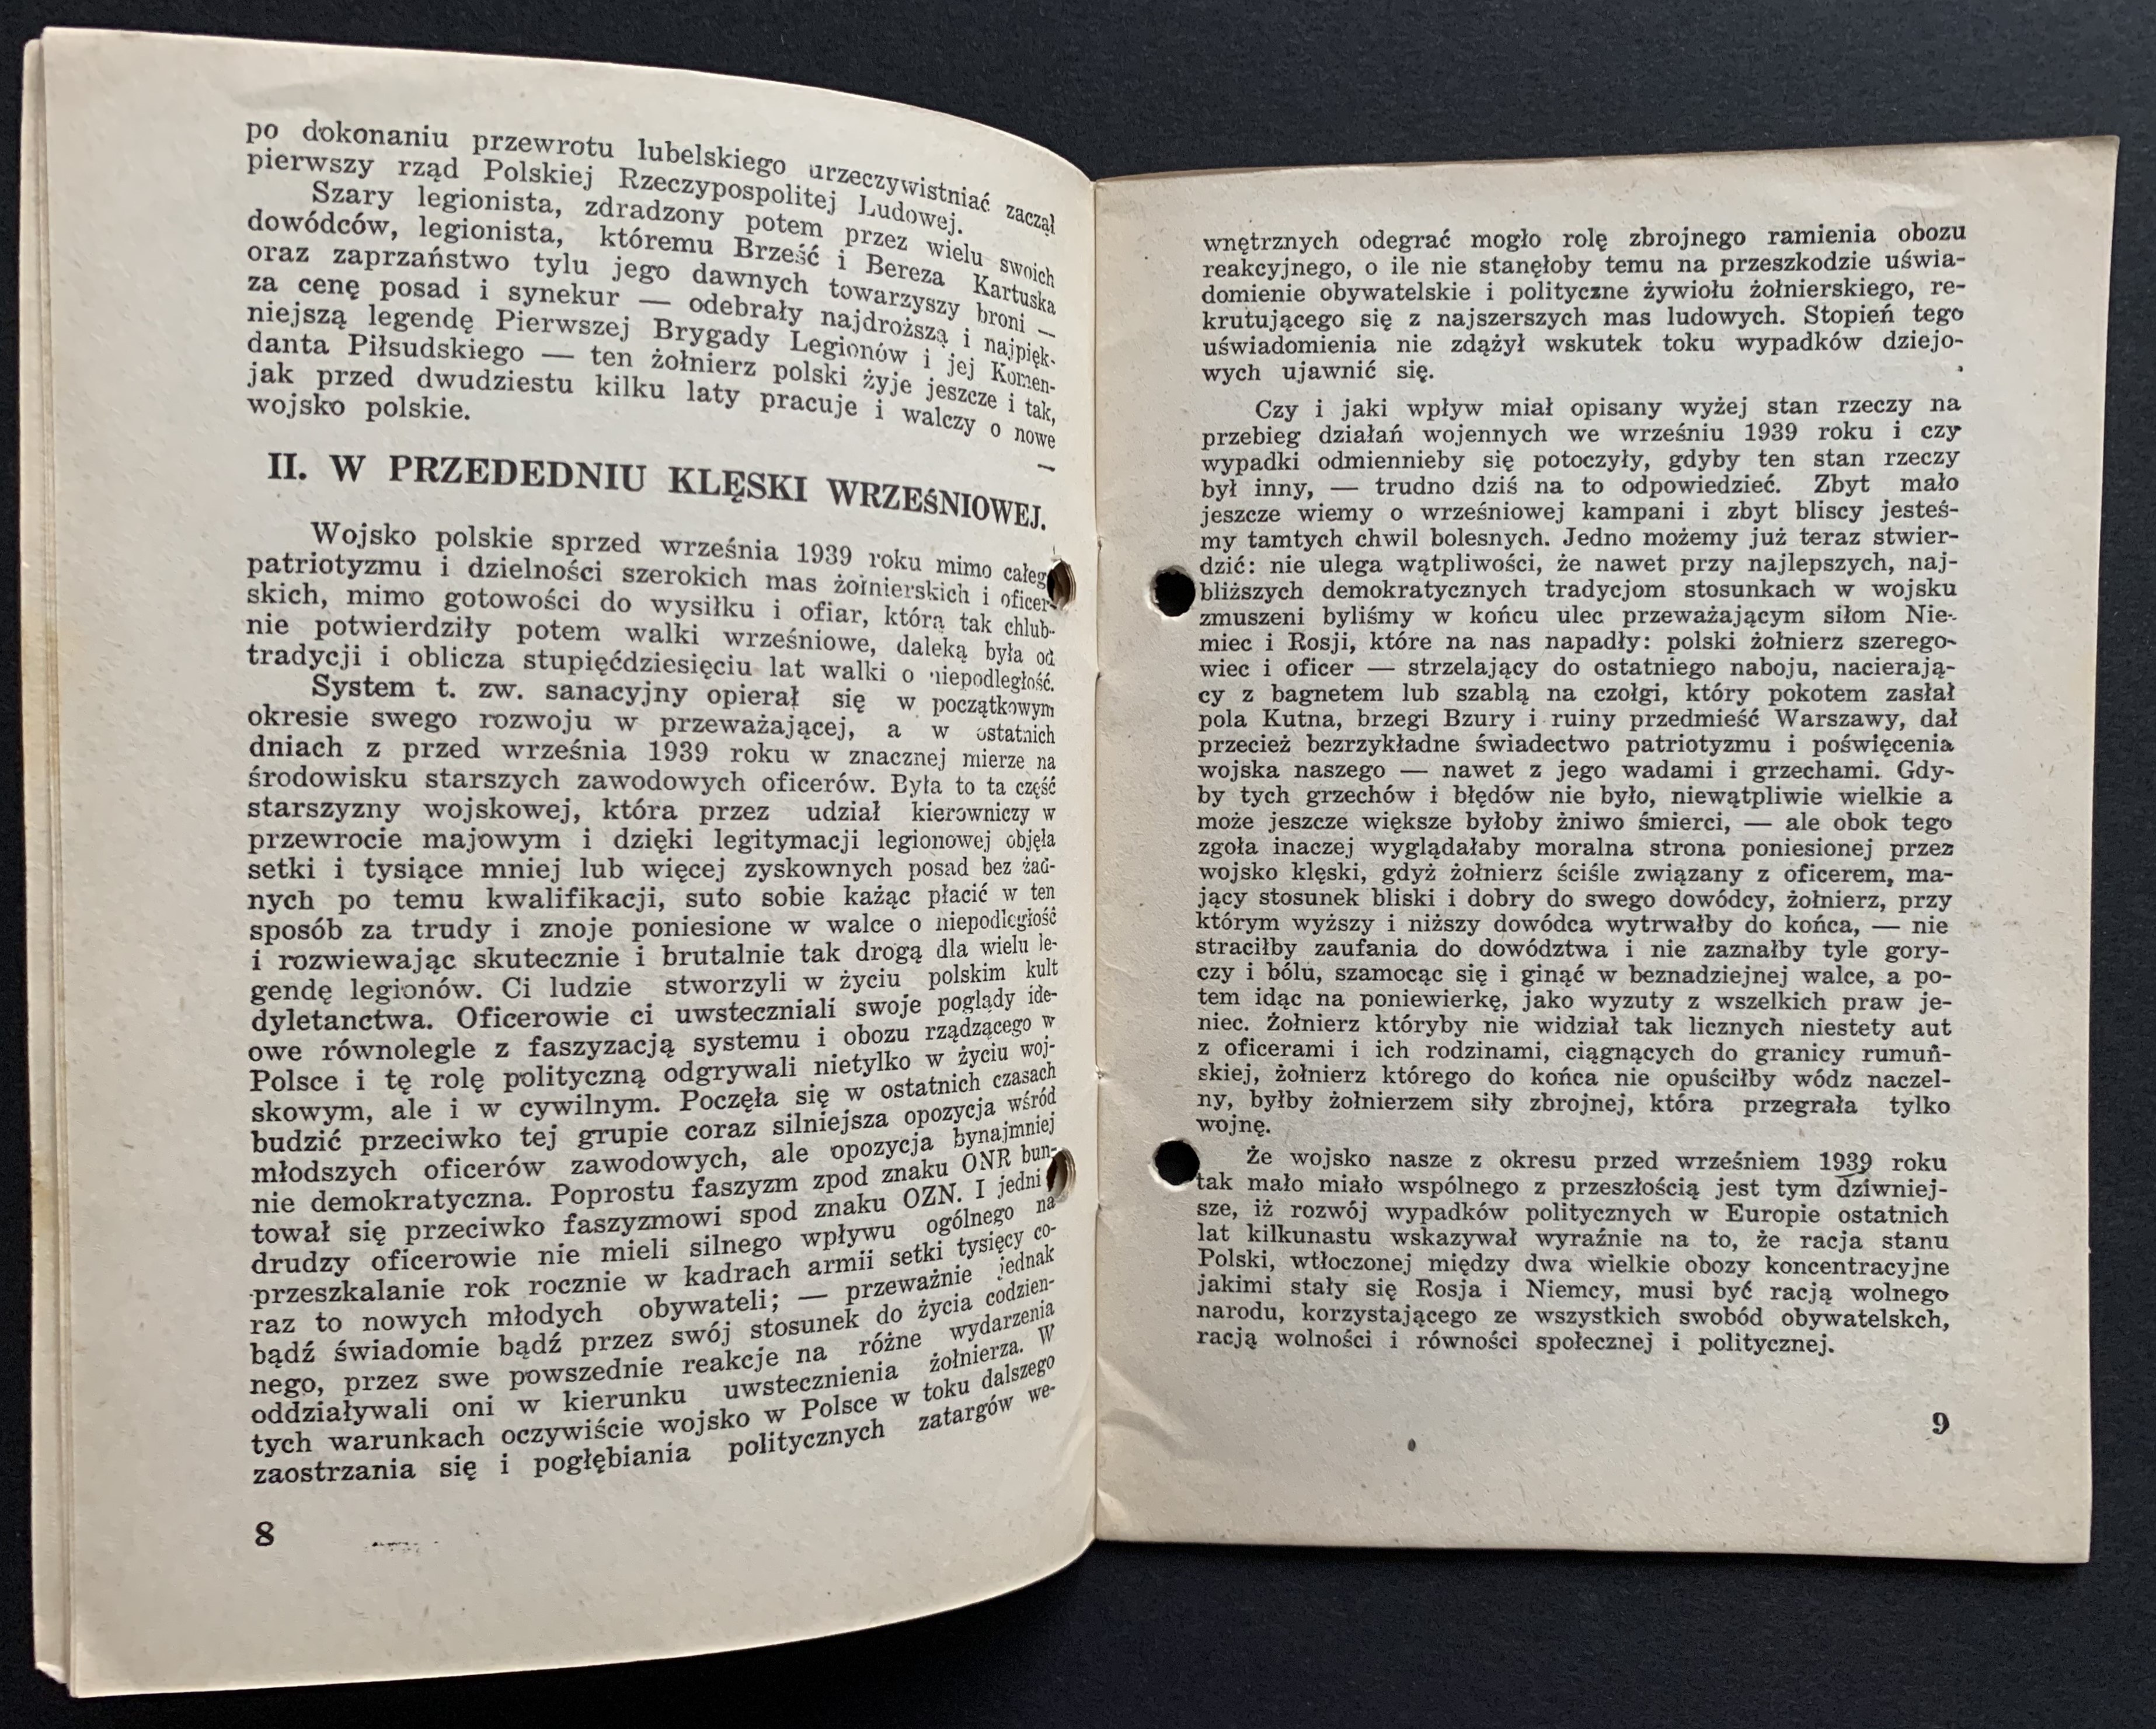 po dokonaniu przewrotu lubelskiego urzeczywistniać zaczął
pierwszy rząd Polskiej Rzeczypospolitej Ludowej.
Szary legionista, zdradzony potem przez wielu swoich
dowódców, legionista, któremu Brześć i Bereza Kartuska
oraz zaprzaństwo tylu jego dawnych towarzyszy broni —
za cenę posad i synekur — odebrały najdroższą i najpięk-
niejszą legendę Pierwszej Brygady Legionów i jej Komen-
danta Piłsudskiego — ten żołnierz polski żyje jeszcze i tak,
jak przed dwudziestu kilku laty pracuje i walczy o nowe
wojsko polskie.
II. W PRZEDEDNIU KLĘSKI WRZEŚNIOWEJ.
Wojsko polskie sprzed września 1939 roku mimo całeg
patriotyzmu i dzielności szerokich mas żołnierskich i oficer-
skich, mimo gotowości do wysiłku i ofiar, którą tak chlub-
nie potwierdziły potem walki wrześniowe, daleką była od
tradycji i oblicza stupięćdziesięciu lat walki o niepodległość.
System t. zw. sanacyjny opierał się w początkowym
okresie swego rozwoju w przeważającej, a w ostatnich
dniach z przed września 1939 roku w znacznej mierze na
środowisku starszych zawodowych oficerów. Była to ta część
starszyzny wojskowej, która przez udział kierowniczy w
przewrocie majowym i dzięki legitymacji legionowej objęła
setki i tysiące mniej lub więcej zyskownych posad bez żad-
nych po temu kwalifikacji, suto sobie każąc płacić w ten
sposób za trudy i znoje poniesione w walce o niepodległość
i rozwiewając skutecznie i brutalnie tak drogą dla wielu le-
gendę legionów. Ci ludzie stworzyli w życiu polskim kult
dyletanctwa. Oficerowie ci uwsteczniali swoje poglądy ide-
owe równolegle z faszyzacją systemu i obozu rządzącego w
Polsce i tę rolę polityczną odgrywali nietylko w życiu woj-
skowym, ale i w cywilnym. Poczęła się w ostatnich czasach
budzić przeciwko tej grupie coraz silniejsza opozycja wśród
młodszych oficerów zawodowych, ale opozycja bynajmniej
nie demokratyczna. Poprostu faszyzm zpod znaku ONR bun-
tował się przeciwko faszyzmowi spod znaku OZN. I jedni i
drudzy oficerowie nie mieli silnego wpływu ogólnego na
przeszkalanie rok rocznie w kadrach armii setki tysięcy co-
raz to nowych młodych obywateli; — przeważnie jednak
bądź świadomie bądź przez swój stosunek do życia codzien-
nego, przez swe powszednie reakcje na różne wydarzenia
oddziaływali oni w kierunku uwstecznienia żołnierza. W
tych warunkach oczywiście wojsko w Polsce w toku dalszego
zaostrzania się i pogłębiania politycznych zatargów we-
8
wnętrznych odegrać mogło rolę zbrojnego ramienia obozu
reakcyjnego, o ile nie stanęłoby temu na przeszkodzie uświa-
domienie obywatelskie i polityczne żywiołu żołnierskiego, re-
krutującego się z najszerszych mas ludowych. Stopień tego
uświadomienia nie zdążył wskutek toku wypadków dziejo-
wych ujawnić się.
Czy i jaki wpływ miał opisany wyżej stan rzeczy na
przebieg działań wojennych we wrześniu 1939 roku i czy
wypadki odmiennieby się potoczyły, gdyby ten stan rzeczy
był inny, — trudno dziś na to odpowiedzieć. Zbyt mało
jeszcze wiemy o wrześniowej kampani i zbyt bliscy jesteś-
my tamtych chwil bolesnych. Jedno możemy już teraz stwier-
dzić: nie ulega wątpliwości, że nawet przy najlepszych, naj-
bliższych demokratycznych tradycjom stosunkach w wojsku
zmuszeni byliśmy w końcu ulec przeważającym siłom Nie-
miec i Rosji, które na nas napadły: polski żołnierz szerego-
wiec i oficer — strzelający do ostatniego naboju, nacierają-
cy z bagnetem lub szablą na czołgi, który pokotem zasłał
pola Kutna, brzegi Bzury i ruiny przedmieść Warszawy, dał
przecież bezrzykładne świadectwo patriotyzmu i poświęcenia
wojska naszego — nawet z jego wadami i grzechami. Gdy-
by tych grzechów i błędów nie było, niewątpliwie wielkie a
może jeszcze większe byłoby żniwo śmierci, — ale obok tego
zgoła inaczej wyglądałaby moralna strona poniesionej przez
wojsko klęski, gdyż żołnierz ściśle związany z oficerem, ma-
jący stosunek bliski i dobry do swego dowódcy, żołnierz, przy
którym wyższy i niższy dowódca wytrwałby do końca, — nie
straciłby zaufania do dowództwa i nie zaznałby tyle gory-
czy i bólu, szamocąc się i ginąć w beznadziejnej walce, a po-
tem idąc na poniewierkę, jako wyzuty z wszelkich praw je-
niec. Żołnierz któryby nie widział tak licznych niestety aut
z oficerami i ich rodzinami, ciągnących do granicy rumuń-
skiej, żołnierz którego do końca nie opuściłby wódz naczel-
ny, byłby żołnierzem siły zbrojnej, która przegrała tylko
wojnę.
Że wojsko nasze z okresu przed wrześniem 1939 roku
tak mało miało wspólnego z przeszłością jest tym dziwniej-
sze, iż rozwój wypadków politycznych w Europie ostatnich
lat kilkunastu wskazywał wyraźnie na to, że racja stanu
Polski, wtłoczonej między dwa wielkie obozy koncentracyjne
jakimi stały się Rosja i Niemcy, musi być racją wolnego
narodu, korzystającego ze wszystkich swobód obywatelskch,
racją wolności i równości społecznej i politycznej.
9